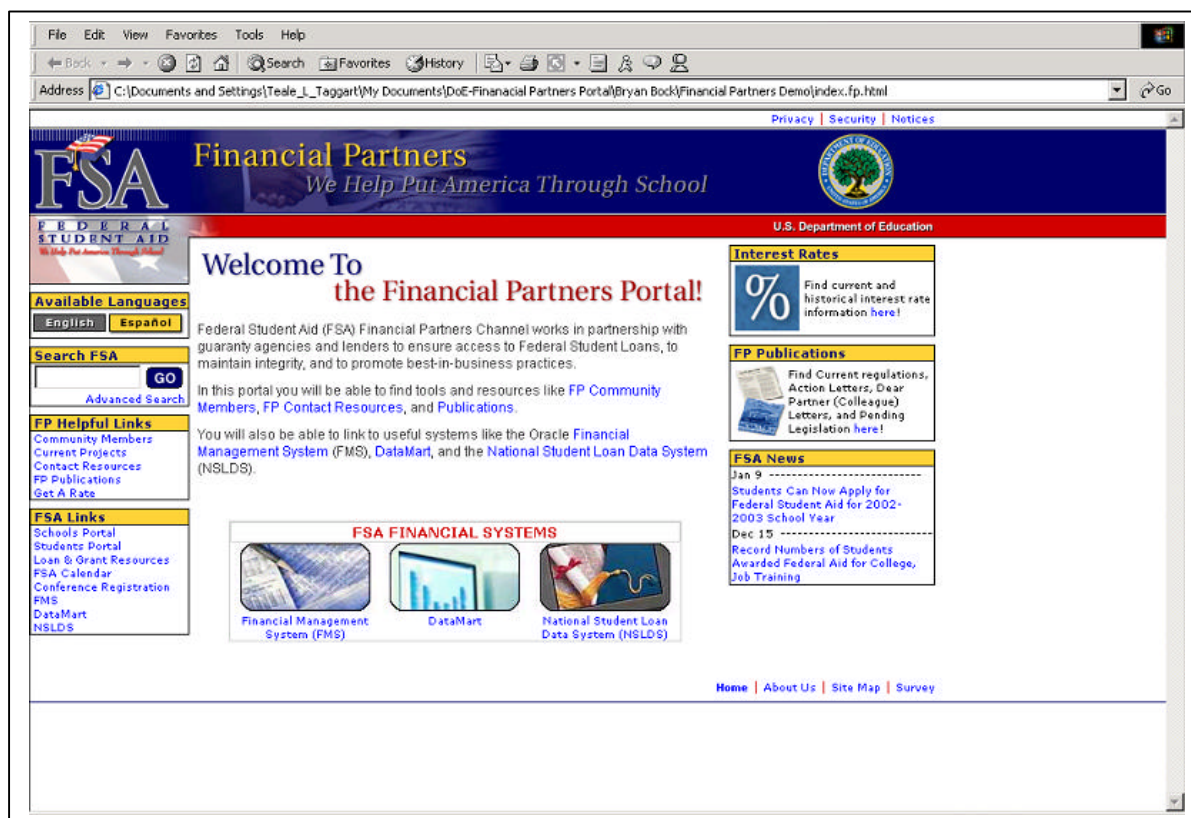 File Edit View Favorites Tools Help
Back Search Favorites History
Address C:\Documents and Settings\Teale_L_Taggart\My Documents\DoE-Finanacial Partners Portal\Bryan Bock\Financial Partners Demo\index.fp.html Go
Privacy | Security | Notices
FSA
Financial Partners
We Help Put America Through School
FEDERAL
STUDENT AID
We Help Put America Through School
U.S. Department of Education
Available Languages
English Español
Search FSA
GO
Advanced Search
FP Helpful Links
Community Members
Current Projects
Contact Resources
FP Publications
Get A Rate
FSA Links
Schools Portal
Students Portal
Loan & Grant Resources
FSA Calendar
Conference Registration
FMS
DataMart
NSLDS
Welcome To
the Financial Partners Portal!
Federal Student Aid (FSA) Financial Partners Channel works in partnership with
guaranty agencies and lenders to ensure access to Federal Student Loans, to
maintain integrity, and to promote best-in-business practices.
In this portal you will be able to find tools and resources like FP Community
Members, FP Contact Resources, and Publications.
You will also be able to link to useful systems like the Oracle Financial
Management System (FMS), DataMart, and the National Student Loan Data System
(NSLDS).
FSA FINANCIAL SYSTEMS
Financial Management
System (FMS)
DataMart
National Student Loan
Data System (NSLDS)
Interest Rates
%
Find current and
historical interest rate
information here!
FP Publications
Find Current regulations,
Action Letters, Dear
Partner (Colleague)
Letters, and Pending
Legislation here!
FSA News
Jan 9 ----------------------------
Students Can Now Apply for
Federal Student Aid for 2002-
2003 School Year
Dec 15 ---------------------------
Record Numbers of Students
Awarded Federal Aid for College,
Job Training
Home | About Us | Site Map | Survey